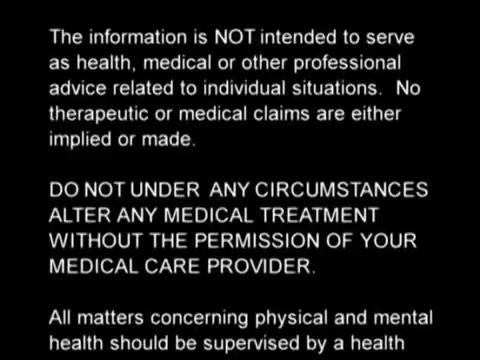 The information is NOT intended to serve
as health, medical or other professional
advice related to individual situations.  No
therapeutic or medical claims are either
implied or made.
DO NOT UNDER  ANY CIRCUMSTANCES
ALTER ANY MEDICAL TREATMENT
WITHOUT THE PERMISSION OF YOUR
MEDICAL CARE PROVIDER.
All matters concerning physical and mental
health should be supervised by a health